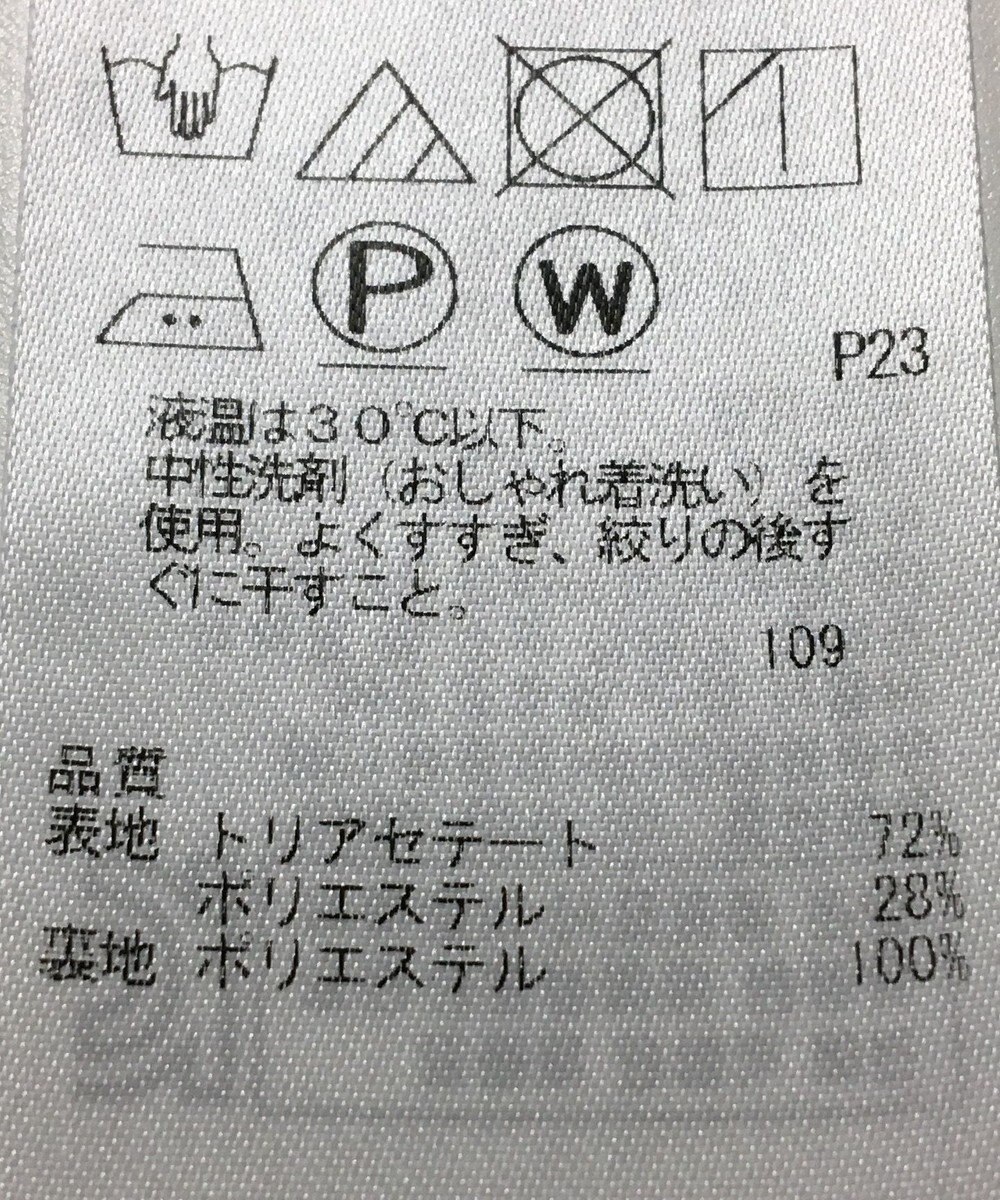 P W
P23
液温は30℃以下。
中性洗剤（おしゃれ着洗い）を
使用。よくすすぎ、絞りの後す
ぐに干すこと。
109
品質
表地 トリアセテート 72%
ポリエステル 28%
裏地 ポリエステル 100%